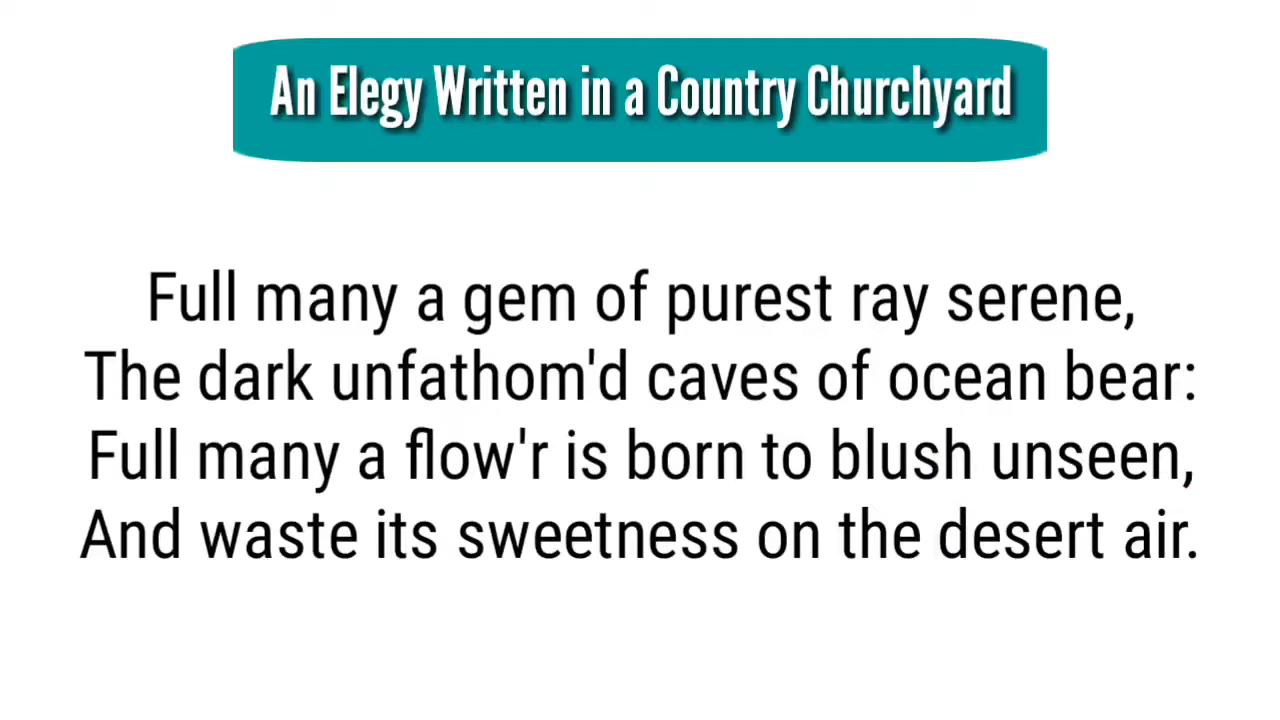 An Elegy Written in a Country Churchyard
Full many a gem of purest ray serene,
The dark unfathom'd caves of ocean bear:
Full many a flow'r is born to blush unseen,
And waste its sweetness on the desert air.